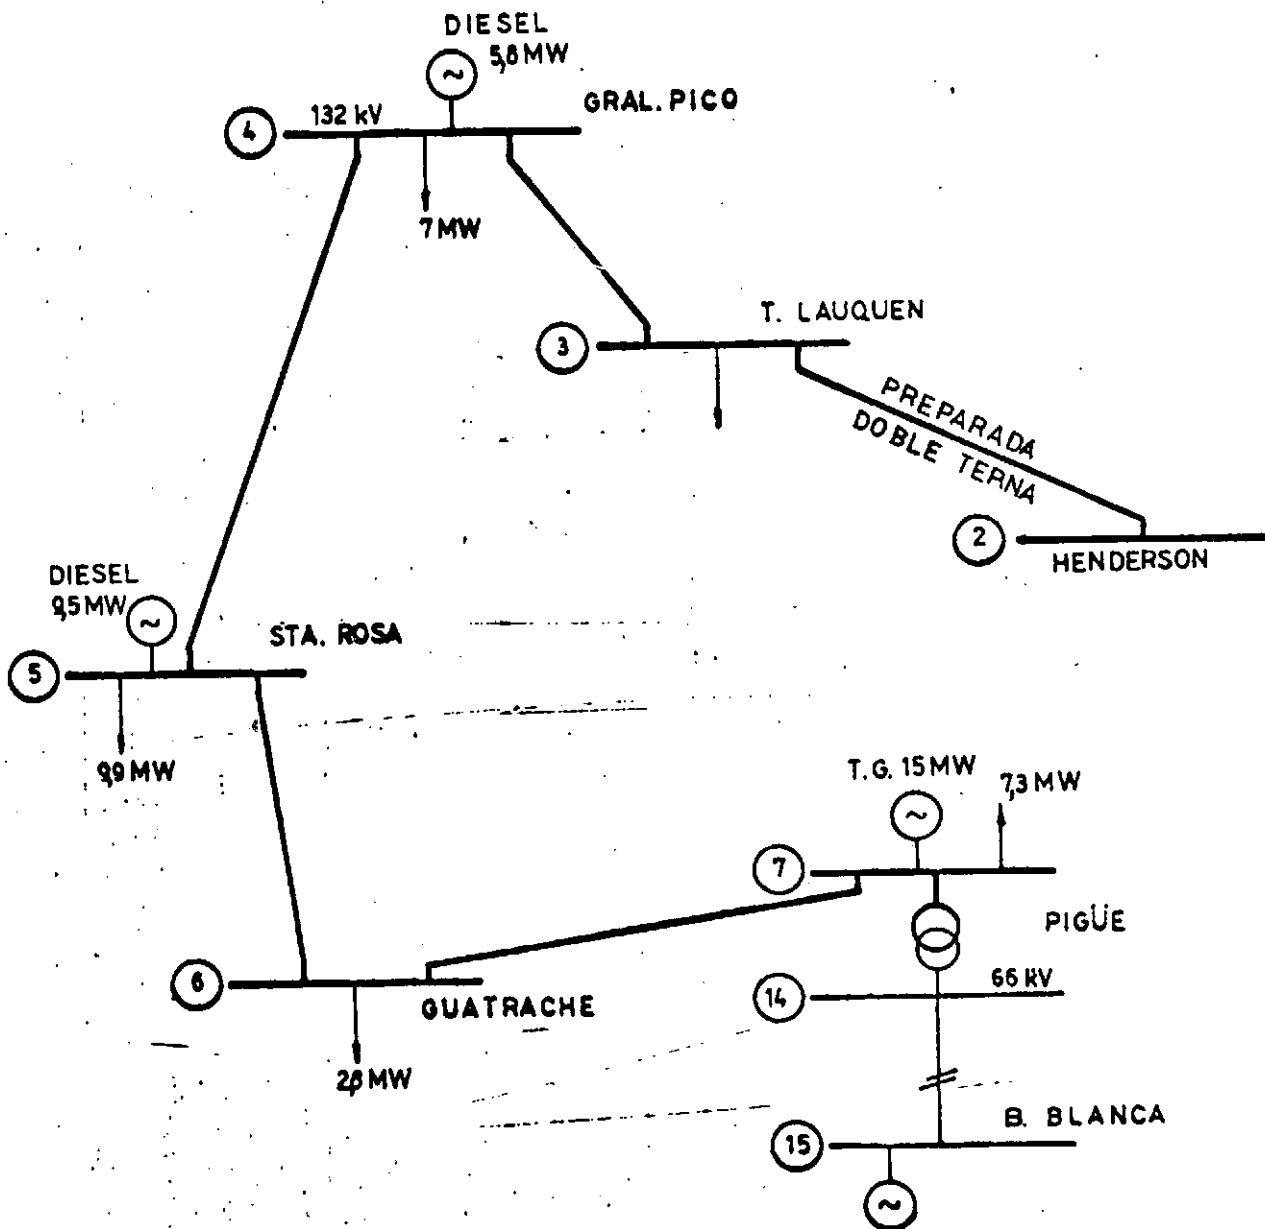 DIESEL
5,8 MW
GRAL. PICO
132 kV
4
7 MW
T. LAUQUEN
3
PREPARADA
DOBLE TERNA
2
HENDERSON
DIESEL
9,5 MW
STA. ROSA
5
9,9 MW
T.G. 15 MW
7,3 MW
7
PIGÜE
6
GUATRACHE
66 kV
14
MW
B. BLANCA
15